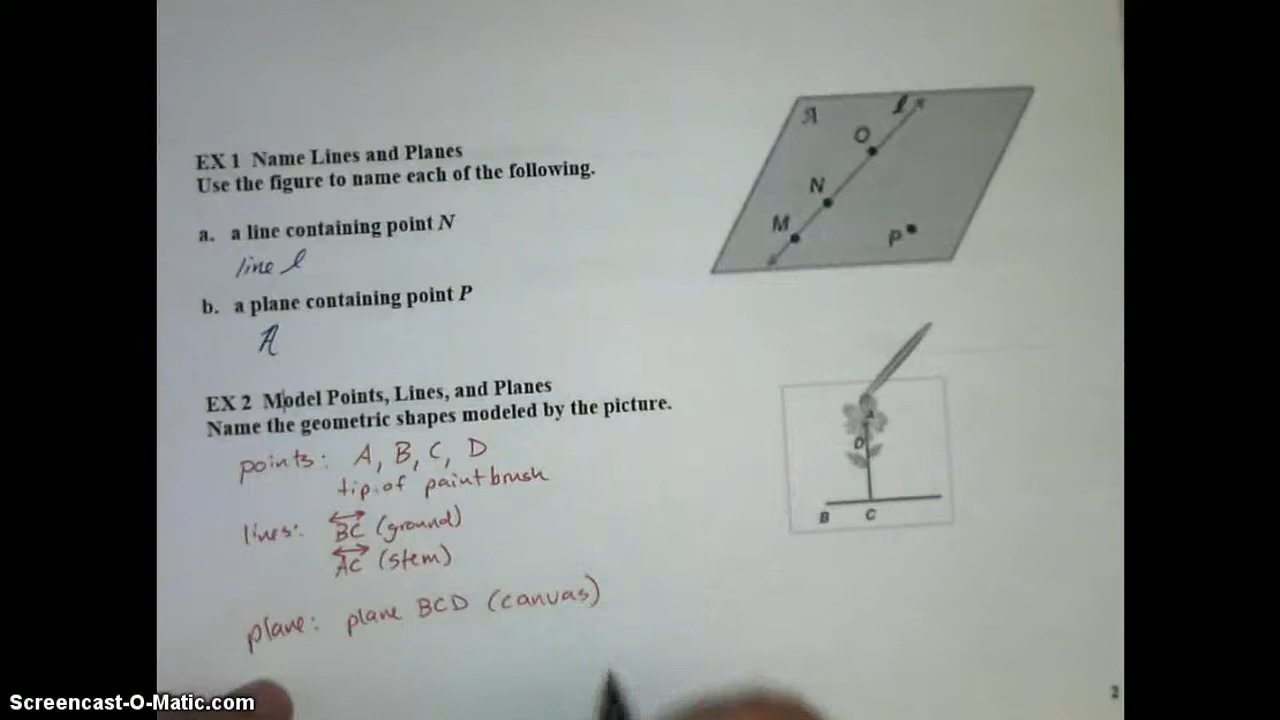 EX 1 Name Lines and Planes
Use the figure to name each of the following.
a. a line containing point N
line l
b. a plane containing point P
A
EX 2 Model Points, Lines, and Planes
Name the geometric shapes modeled by the picture.
points: A, B, C, D
tip of paintbrush
lines: BC (ground)
AC (stem)
plane: plane BCD (canvas)
A
l
O
N
M
P
A
D
B C
2
Screencast-O-Matic.com